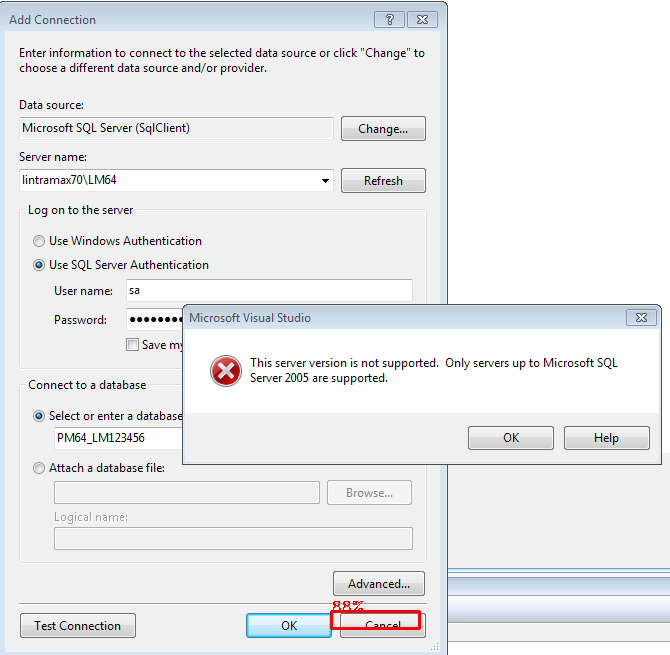 Add Connection
Enter information to connect to the selected data source or click "Change" to
choose a different data source and/or provider.
Data source:
Microsoft SQL Server (SqlClient)
Change...
Server name:
lintramax70\LM64
Refresh
Log on to the server
Use Windows Authentication
Use SQL Server Authentication
User name:
sa
Password:
Save my
Microsoft Visual Studio
This server version is not supported.  Only servers up to Microsoft SQL
Server 2005 are supported.
OK
Help
Connect to a database
Select or enter a database
PM64_LM123456
Attach a database file:
Browse...
Logical name:
Advanced...
88%
Test Connection
OK
Cancel